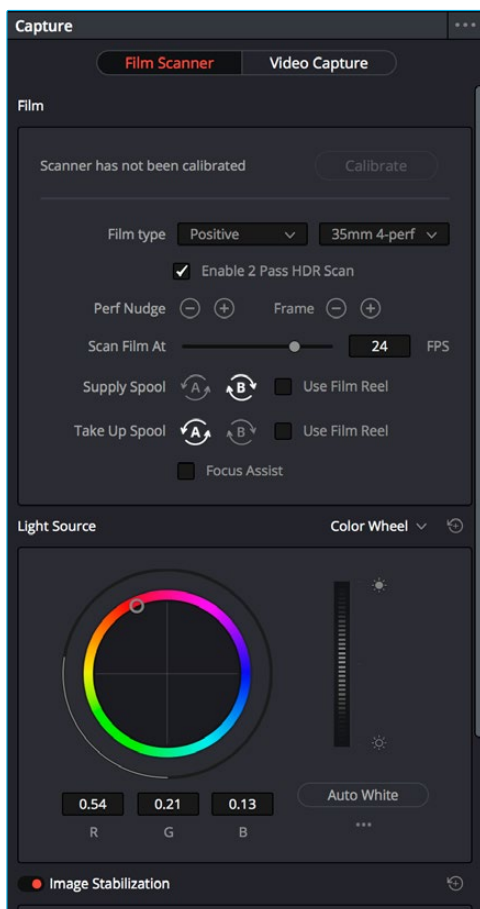 Capture
Film Scanner Video Capture
Film
Scanner has not been calibrated Calibrate
Film type Positive 35mm 4-perf
Enable 2 Pass HDR Scan
Perf Nudge Frame
Scan Film At 24 FPS
Supply Spool A B Use Film Reel
Take Up Spool A B Use Film Reel
Focus Assist
Light Source Color Wheel
0.54 0.21 0.13 Auto White
R G B
Image Stabilization